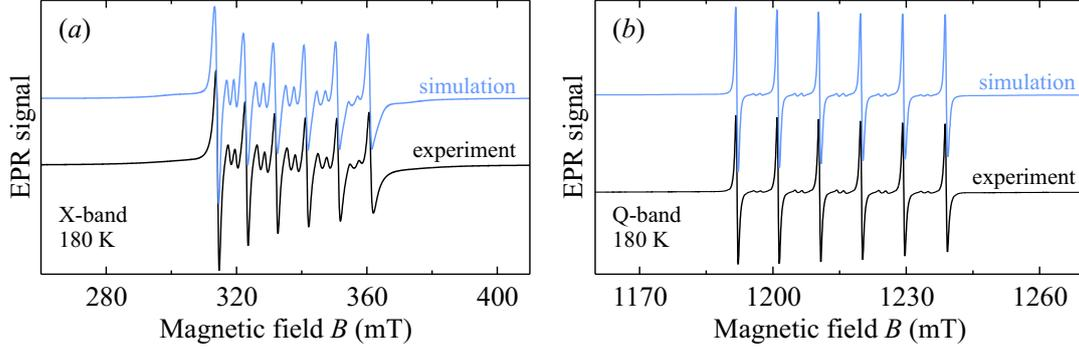 (a)
simulation
experiment
X-band
180 K
EPR signal
280
320
360
400
Magnetic field B (mT)
(b)
simulation
experiment
Q-band
180 K
EPR signal
1170
1200
1230
1260
Magnetic field B (mT)